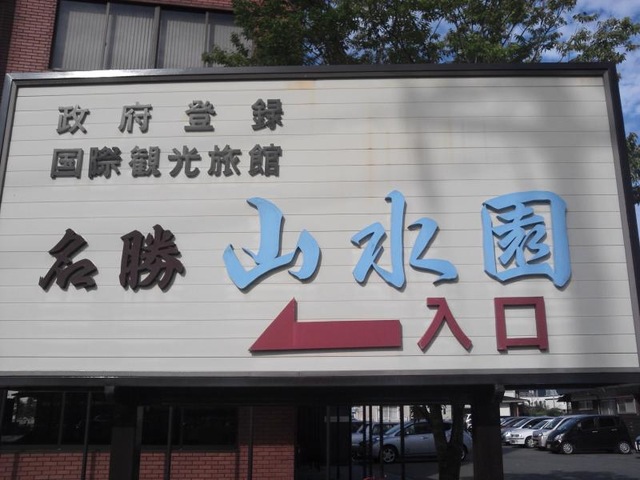 政府登録
国際観光旅館
名勝 山水園
入口